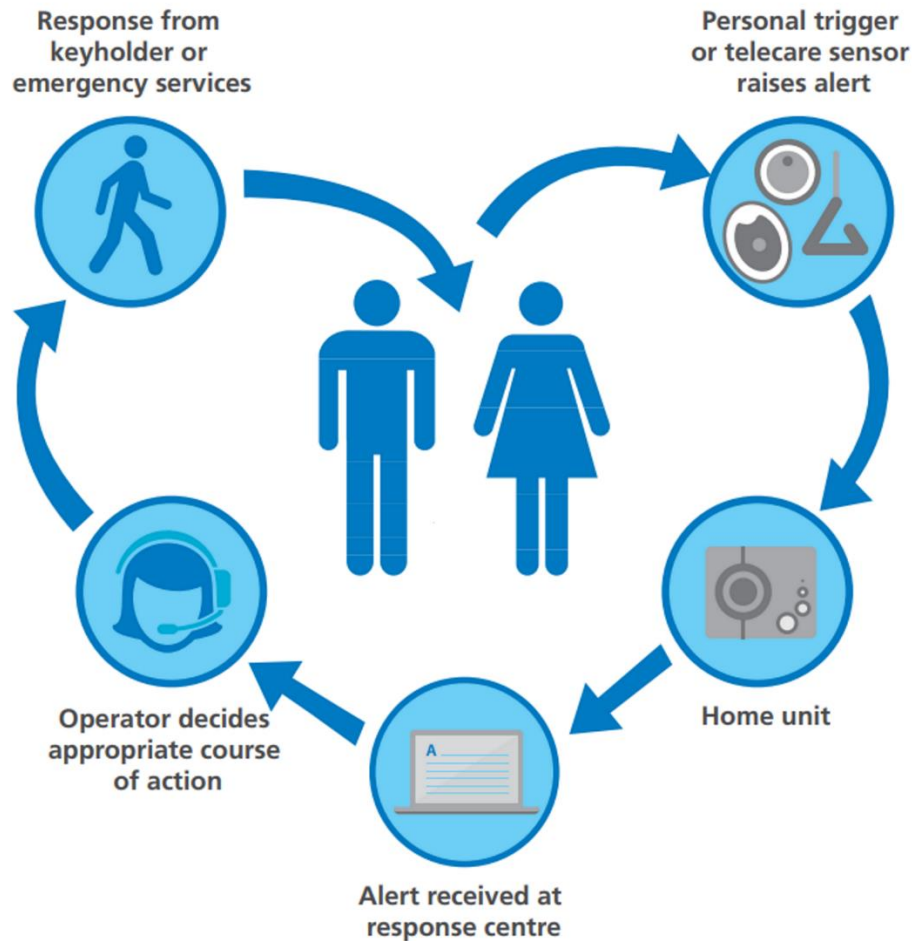 Response from
keyholder or
emergency services
Personal trigger
or telecare sensor
raises alert
Home unit
A
Alert received at
response centre
Operator decides
appropriate course
of action